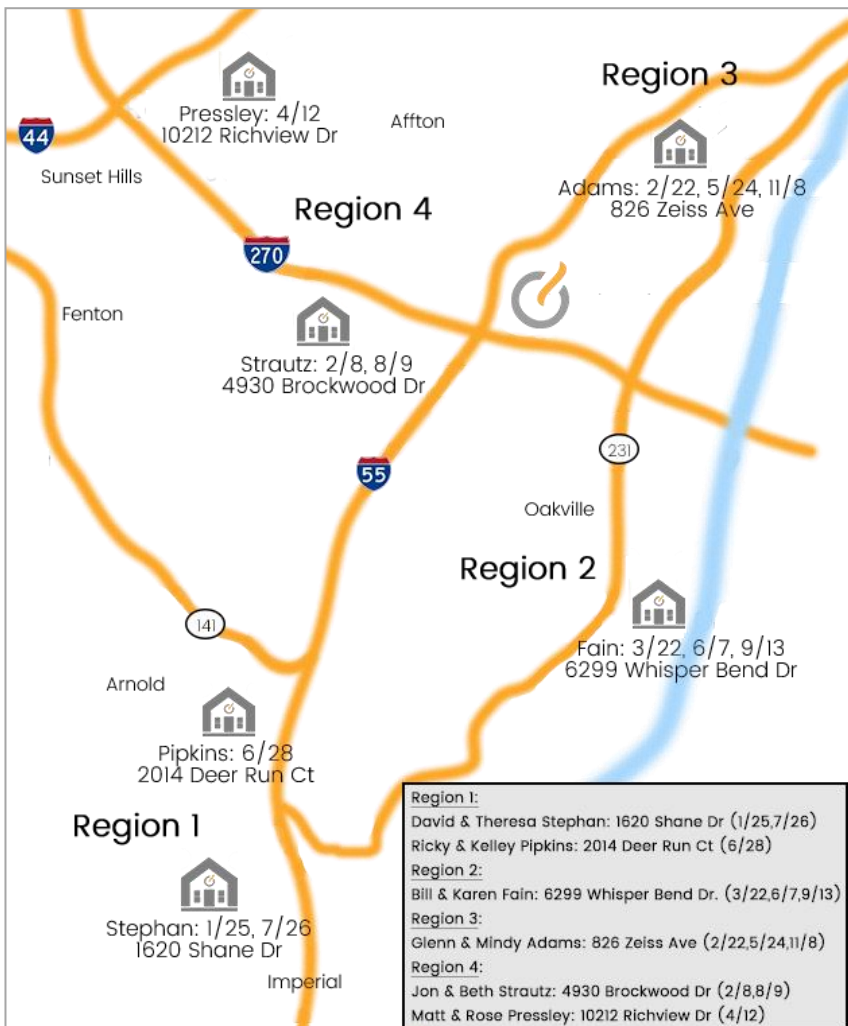 Region 3
Pressley: 4/12
10212 Richview Dr
Affton
44
Sunset Hills
Adams: 2/22, 5/24, 11/8
826 Zeiss Ave
Region 4
270
Fenton
Strautz: 2/8, 8/9
4930 Brockwood Dr
231
55
Oakville
Region 2
141
Fain: 3/22, 6/7, 9/13
6299 Whisper Bend Dr
Arnold
Pipkins: 6/28
2014 Deer Run Ct
Region 1
Stephan: 1/25, 7/26
1620 Shane Dr
Imperial
Region 1:
David & Theresa Stephan: 1620 Shane Dr (1/25,7/26)
Ricky & Kelley Pipkins: 2014 Deer Run Ct (6/28)
Region 2:
Bill & Karen Fain: 6299 Whisper Bend Dr. (3/22,6/7,9/13)
Region 3:
Glenn & Mindy Adams: 826 Zeiss Ave (2/22,5/24,11/8)
Region 4:
Jon & Beth Strautz: 4930 Brockwood Dr (2/8,8/9)
Matt & Rose Pressley: 10212 Richview Dr (4/12)